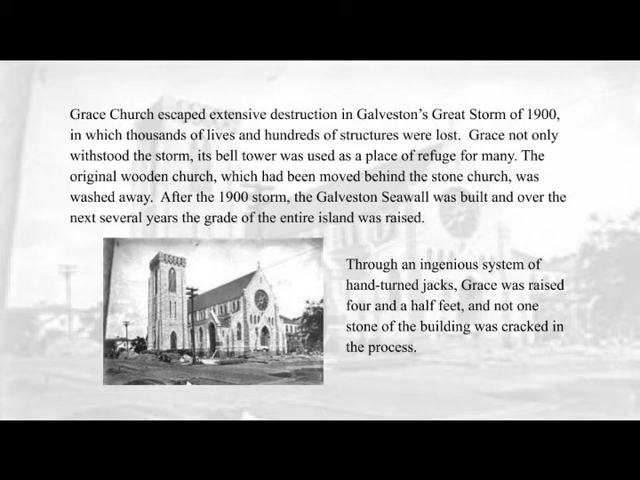 Grace Church escaped extensive destruction in Galveston's Great Storm of 1900,
in which thousands of lives and hundreds of structures were lost.  Grace not only
withstood the storm, its bell tower was used as a place of refuge for many. The
original wooden church, which had been moved behind the stone church, was
washed away.  After the 1900 storm, the Galveston Seawall was built and over the
next several years the grade of the entire island was raised.
Through an ingenious system of
hand-turned jacks, Grace was raised
four and a half feet, and not one
stone of the building was cracked in
the process.